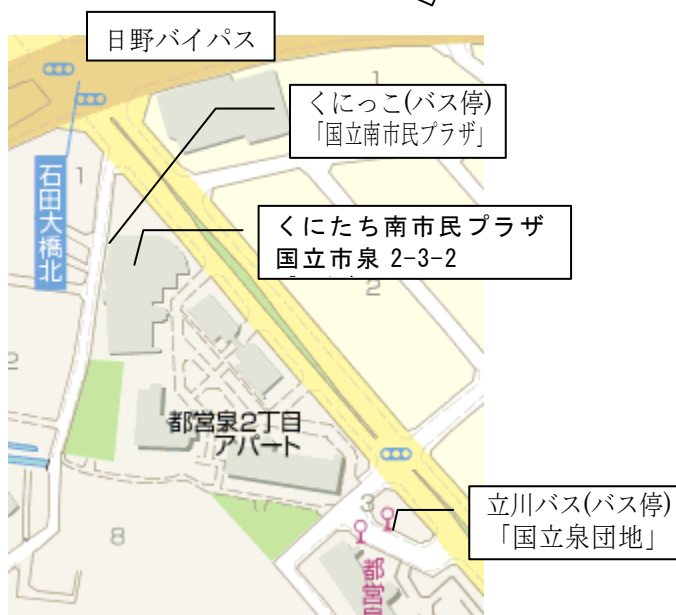 日野バイパス
1
くにっこ(バス停)
「国立南市民プラザ」
石田大橋北
1
くにたち南市民プラザ
国立市泉 2-3-2
2
2
都営泉2丁目
アパート
3
立川バス(バス停)
「国立泉団地」
8
都営泉